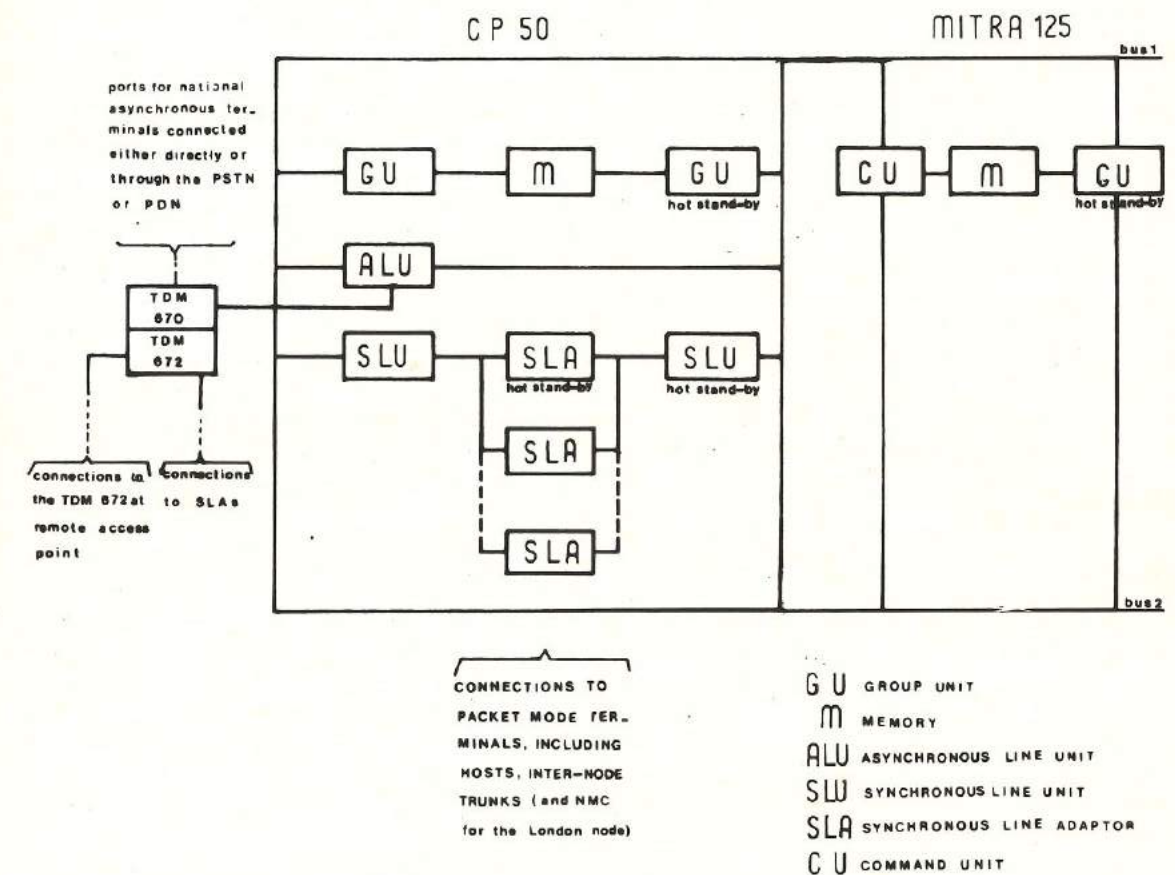 CP 50
MITRA 125
bus1
ports for national
asynchronous ter-
minals connected
either directly or
through the PSTN
or PDN
GU
M
GU
hot stand-by
CU
M
CU
hot stand-by
ALU
TDM
670
TDM
672
SLU
SLA
hot stand-by
SLU
hot stand-by
SLA
SLA
connections to
the TDM 672 at
remote access
point
connections
to SLAs
bus2
CONNECTIONS TO
PACKET MODE TER-
MINALS, INCLUDING
HOSTS, INTER-NODE
TRUNKS (and NMC
for the London node)
GU GROUP UNIT
M MEMORY
ALU ASYNCHRONOUS LINE UNIT
SLU SYNCHRONOUS LINE UNIT
SLA SYNCHRONOUS LINE ADAPTOR
CU COMMAND UNIT